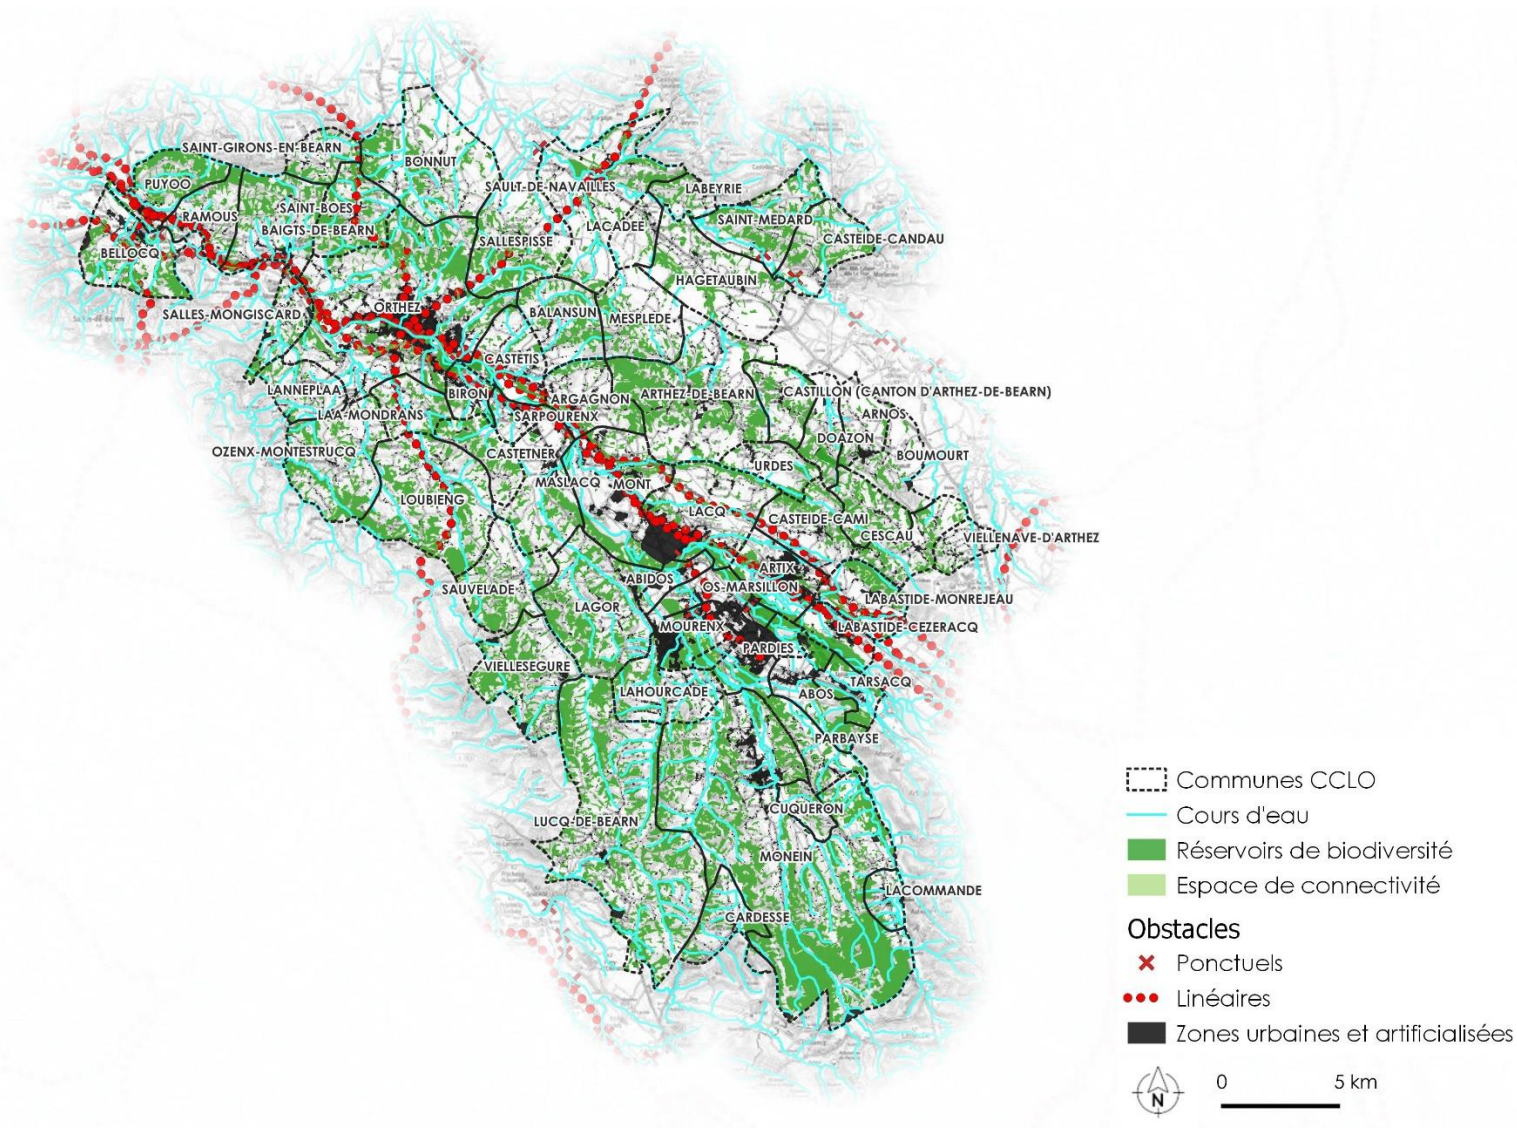 SAINT-GIRONS-EN-BEARN
BONNUT
PUYOO
SAULT-DE-NAVAILLES
LABEYRIE
SAINT-BOES
RAMOUS
BAIGTS-DE-BEARN
SAINT-MEDARD
LACADEE
SALLESPISSE
CASTEIDE-CANDAU
BELLOCQ
HAGETAUBIN
SALLES-MONGISCARD
ORTHEZ
BALANSUN
MESPLEDE
CASTETIS
LANNEPLAA
BIRON
ARGAGNON
ARTHEZ-DE-BEARN
CASTILLON (CANTON D'ARTHEZ-DE-BEARN)
LAA-MONDRANS
SARPOURENX
ARNOS
DOAZON
OZENX-MONTESTRUCQ
CASTETNER
BOUMOURT
URDES
MASLACQ
MONT
LOUBIENG
LACQ
CASTEIDE-CAMI
CESCAU
VIELLENAVE-D'ARTHEZ
ARTIX
ABIDOS
OS-MARSILLON
SAUVELADE
LABASTIDE-MONREJEAU
LAGOR
MOURENX
LABASTIDE-CEZERACQ
PARDIES
VIELLESEGURE
TARSACQ
LAHOURCADE
ABOS
PARBAYSE
CUQUERON
LUCQ-DE-BEARN
MONEIN
LACOMMANDE
CARDESSE
Communes CCLO
Cours d'eau
Réservoirs de biodiversité
Espace de connectivité
Obstacles
Ponctuels
Linéaires
Zones urbaines et artificialisées
N
0 5 km